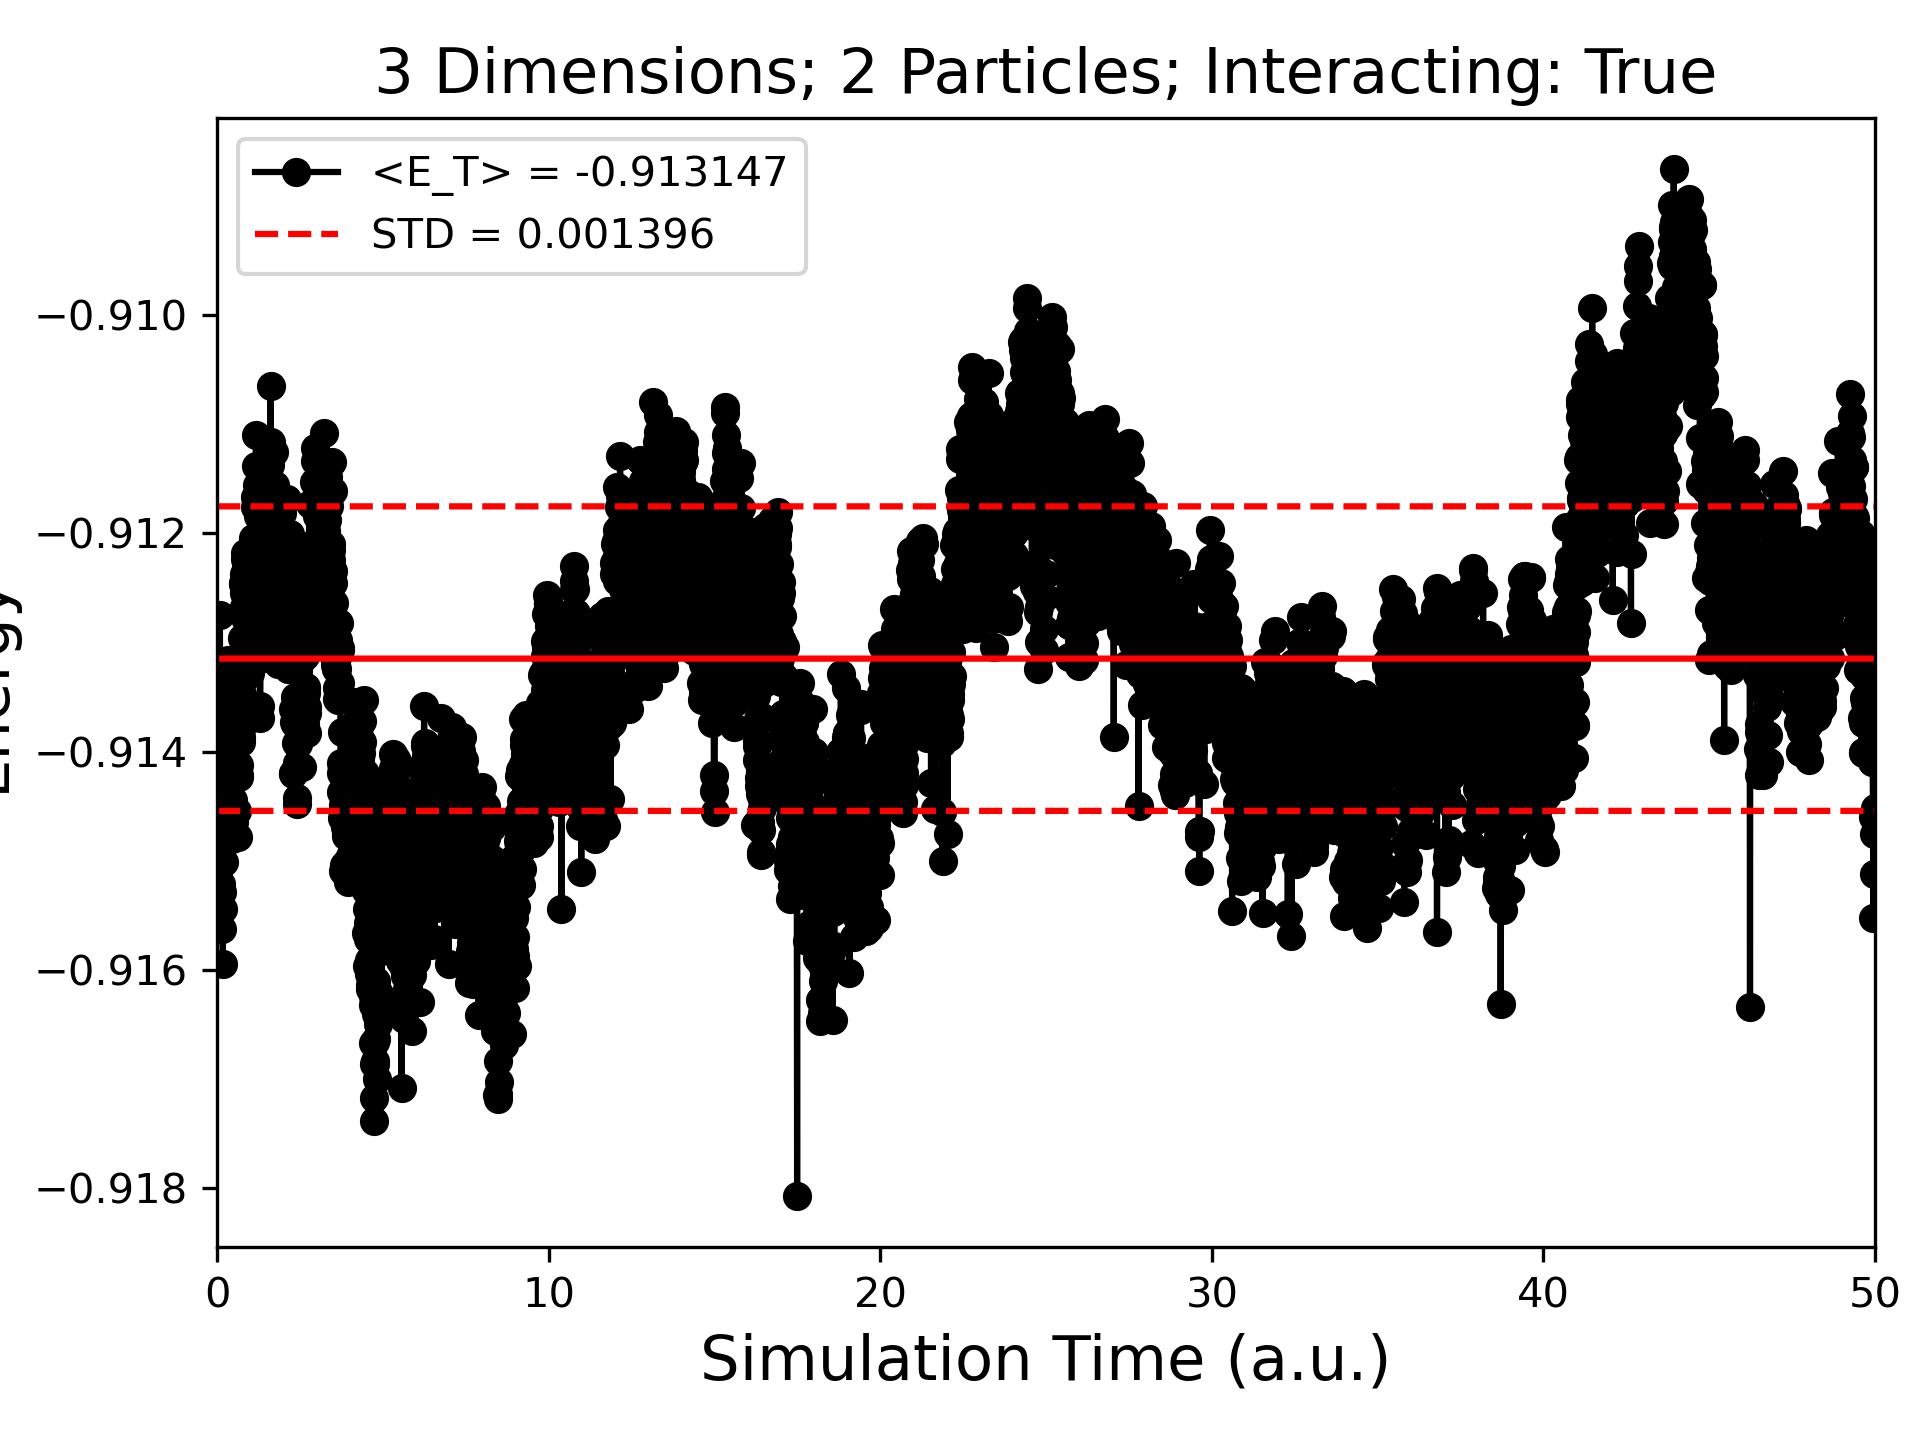 3 Dimensions; 2 Particles; Interacting: True
<E_T> = -0.913147
STD = 0.001396
−0.910
−0.912
−0.914
−0.916
−0.918
Energy
0 10 20 30 40 50
Simulation Time (a.u.)